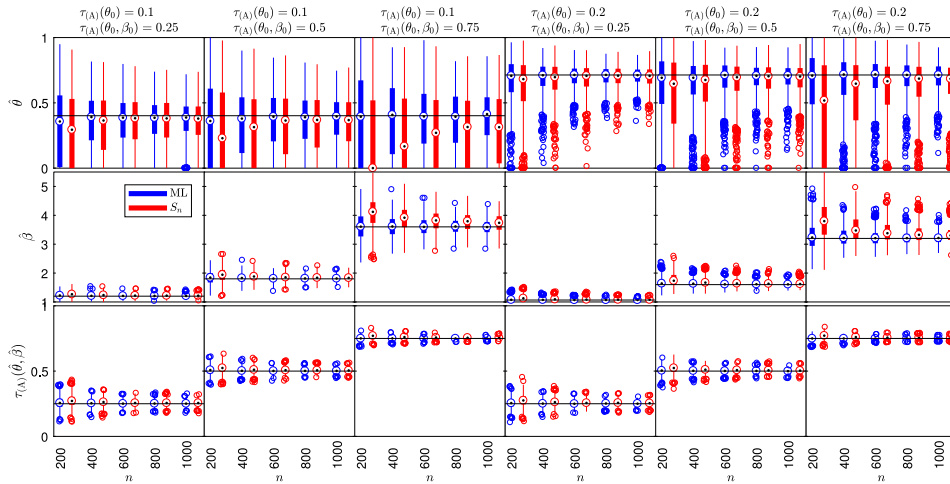 τ(A)(θ0) = 0.1 τ(A)(θ0) = 0.1 τ(A)(θ0) = 0.1 τ(A)(θ0) = 0.2 τ(A)(θ0) = 0.2 τ(A)(θ0) = 0.2
τ(A)(θ0, β0) = 0.25 τ(A)(θ0, β0) = 0.5 τ(A)(θ0, β0) = 0.75 τ(A)(θ0, β0) = 0.25 τ(A)(θ0, β0) = 0.5 τ(A)(θ0, β0) = 0.75
1
0.5
0
θ̂
5
4
3
2
1
β̂
ML
Sn
1
0.5
0
τ(A)(θ̂, β̂)
200 400 600 800 1000 200 400 600 800 1000 200 400 600 800 1000 200 400 600 800 1000 200 400 600 800 1000 200 400 600 800 1000
n n n n n n